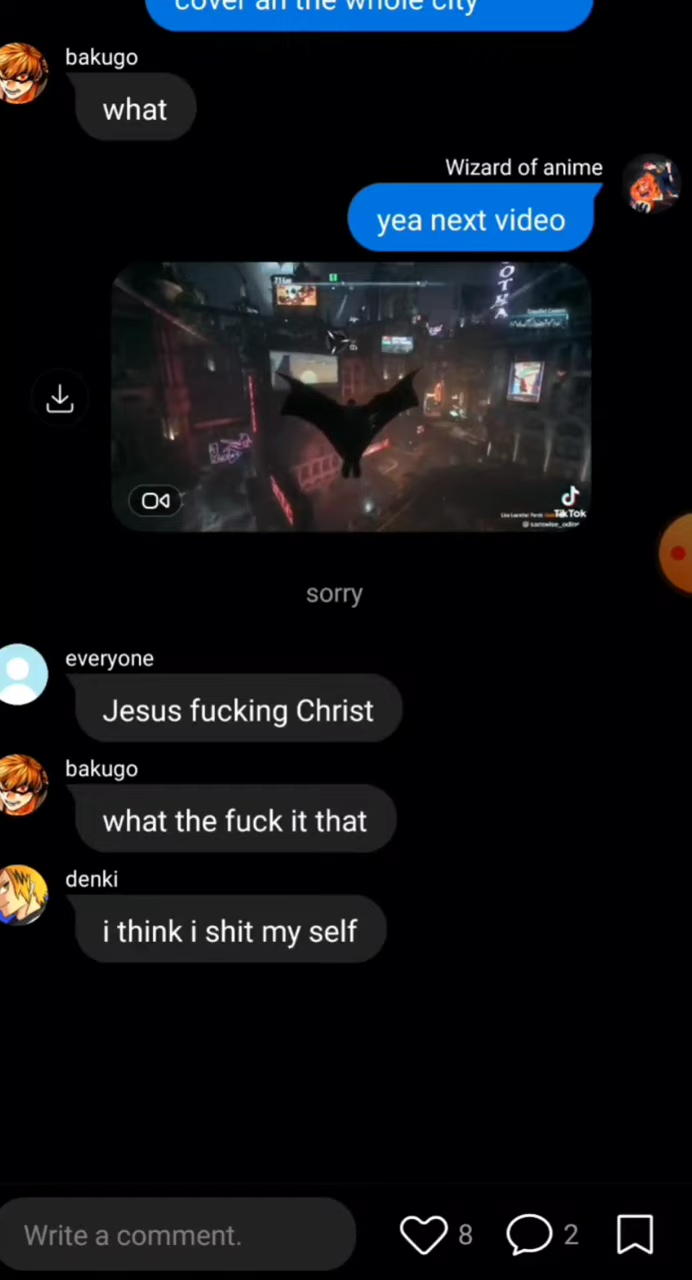 cover all the whole city
bakugo
what
Wizard of anime
yea next video
TikTok
sorry
everyone
Jesus fucking Christ
bakugo
what the fuck it that
denki
i think i shit my self
Write a comment.
8
2